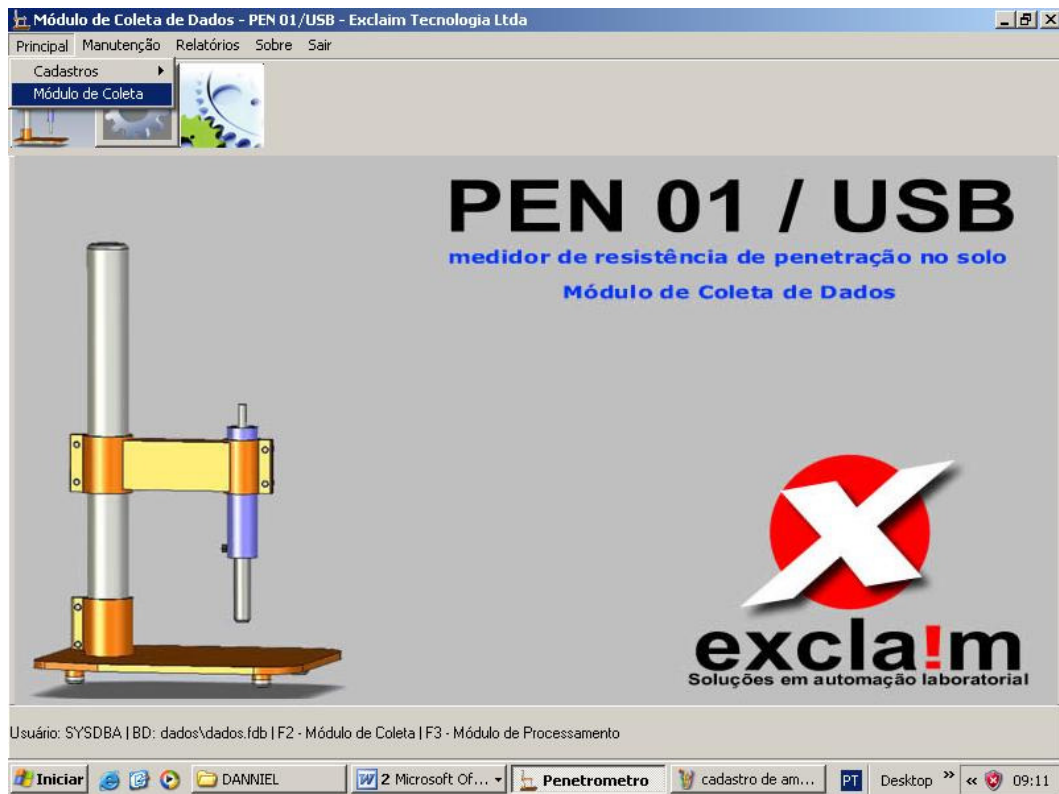 Módulo de Coleta de Dados - PEN 01/USB - Exclaim Tecnologia Ltda
Principal Manutenção Relatórios Sobre Sair
Cadastros
Módulo de Coleta
PEN 01 / USB
medidor de resistência de penetração no solo
Módulo de Coleta de Dados
excla!m
Soluções em automação laboratorial
Usuário: SYSDBA | BD: dados\dados.fdb | F2 - Módulo de Coleta | F3 - Módulo de Processamento
Iniciar DANNIEL 2 Microsoft Of... Penetrometro cadastro de am... PT Desktop » « 09:11